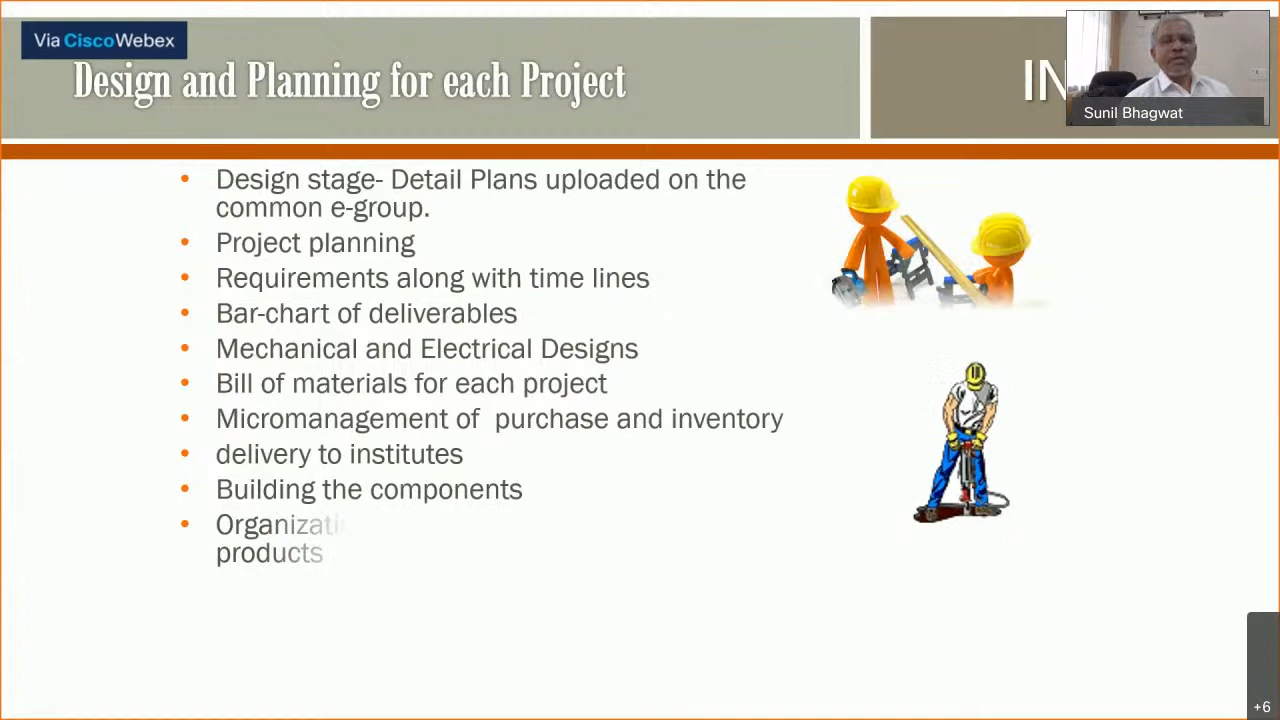 Via CiscoWebex
Design and Planning for each Project
IN
Sunil Bhagwat
• Design stage- Detail Plans uploaded on the
common e-group.
• Project planning
• Requirements along with time lines
• Bar-chart of deliverables
• Mechanical and Electrical Designs
• Bill of materials for each project
• Micromanagement of  purchase and inventory
• delivery to institutes
• Building the components
• Organizati
products
+6